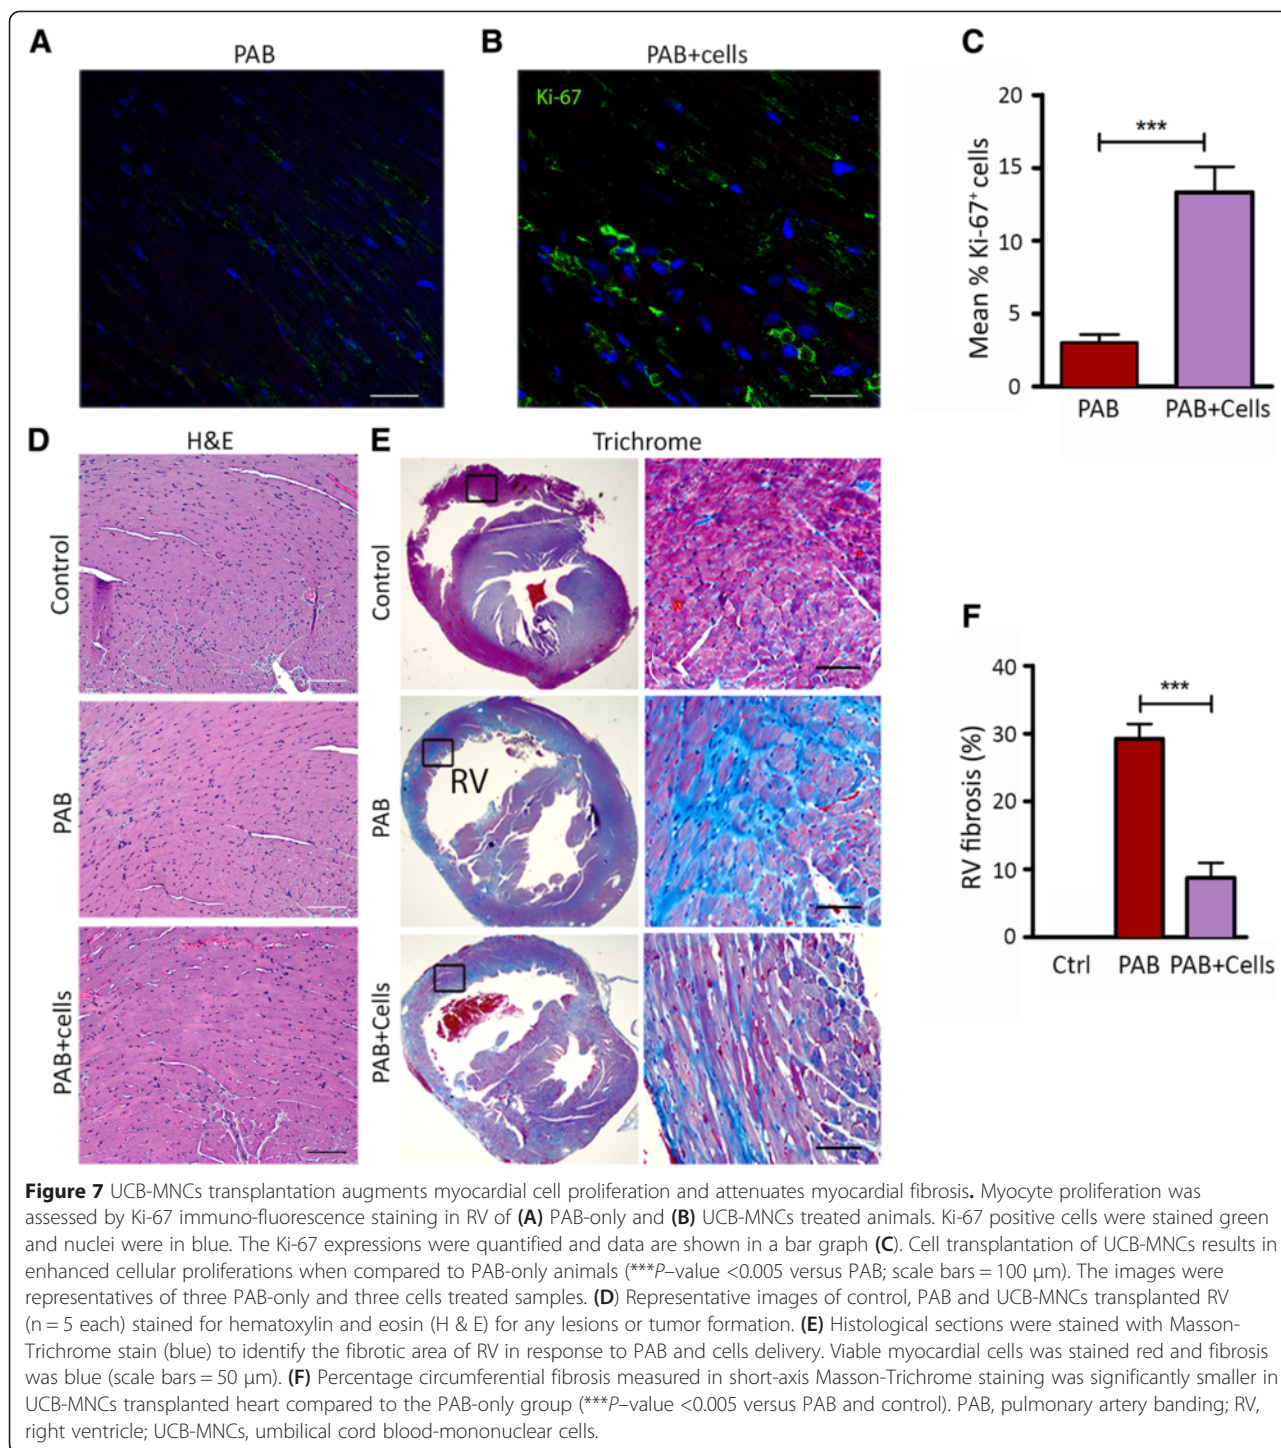 A
PAB
B
PAB+cells
Ki-67
C
Mean % Ki-67⁺ cells
20
15
10
5
0
***
PAB
PAB+Cells
D
H&E
Control
PAB
PAB+cells
E
Trichrome
Control
PAB
RV
PAB+Cells
F
RV fibrosis (%)
40
30
20
10
0
***
Ctrl
PAB
PAB+Cells
Figure 7 UCB-MNCs transplantation augments myocardial cell proliferation and attenuates myocardial fibrosis. Myocyte proliferation was
assessed by Ki-67 immuno-fluorescence staining in RV of (A) PAB-only and (B) UCB-MNCs treated animals. Ki-67 positive cells were stained green
and nuclei were in blue. The Ki-67 expressions were quantified and data are shown in a bar graph (C). Cell transplantation of UCB-MNCs results in
enhanced cellular proliferations when compared to PAB-only animals (***P–value <0.005 versus PAB; scale bars = 100 μm). The images were
representatives of three PAB-only and three cells treated samples. (D) Representative images of control, PAB and UCB-MNCs transplanted RV
(n = 5 each) stained for hematoxylin and eosin (H & E) for any lesions or tumor formation. (E) Histological sections were stained with Masson-
Trichrome stain (blue) to identify the fibrotic area of RV in response to PAB and cells delivery. Viable myocardial cells was stained red and fibrosis
was blue (scale bars = 50 μm). (F) Percentage circumferential fibrosis measured in short-axis Masson-Trichrome staining was significantly smaller in
UCB-MNCs transplanted heart compared to the PAB-only group (***P–value <0.005 versus PAB and control). PAB, pulmonary artery banding; RV,
right ventricle; UCB-MNCs, umbilical cord blood-mononuclear cells.